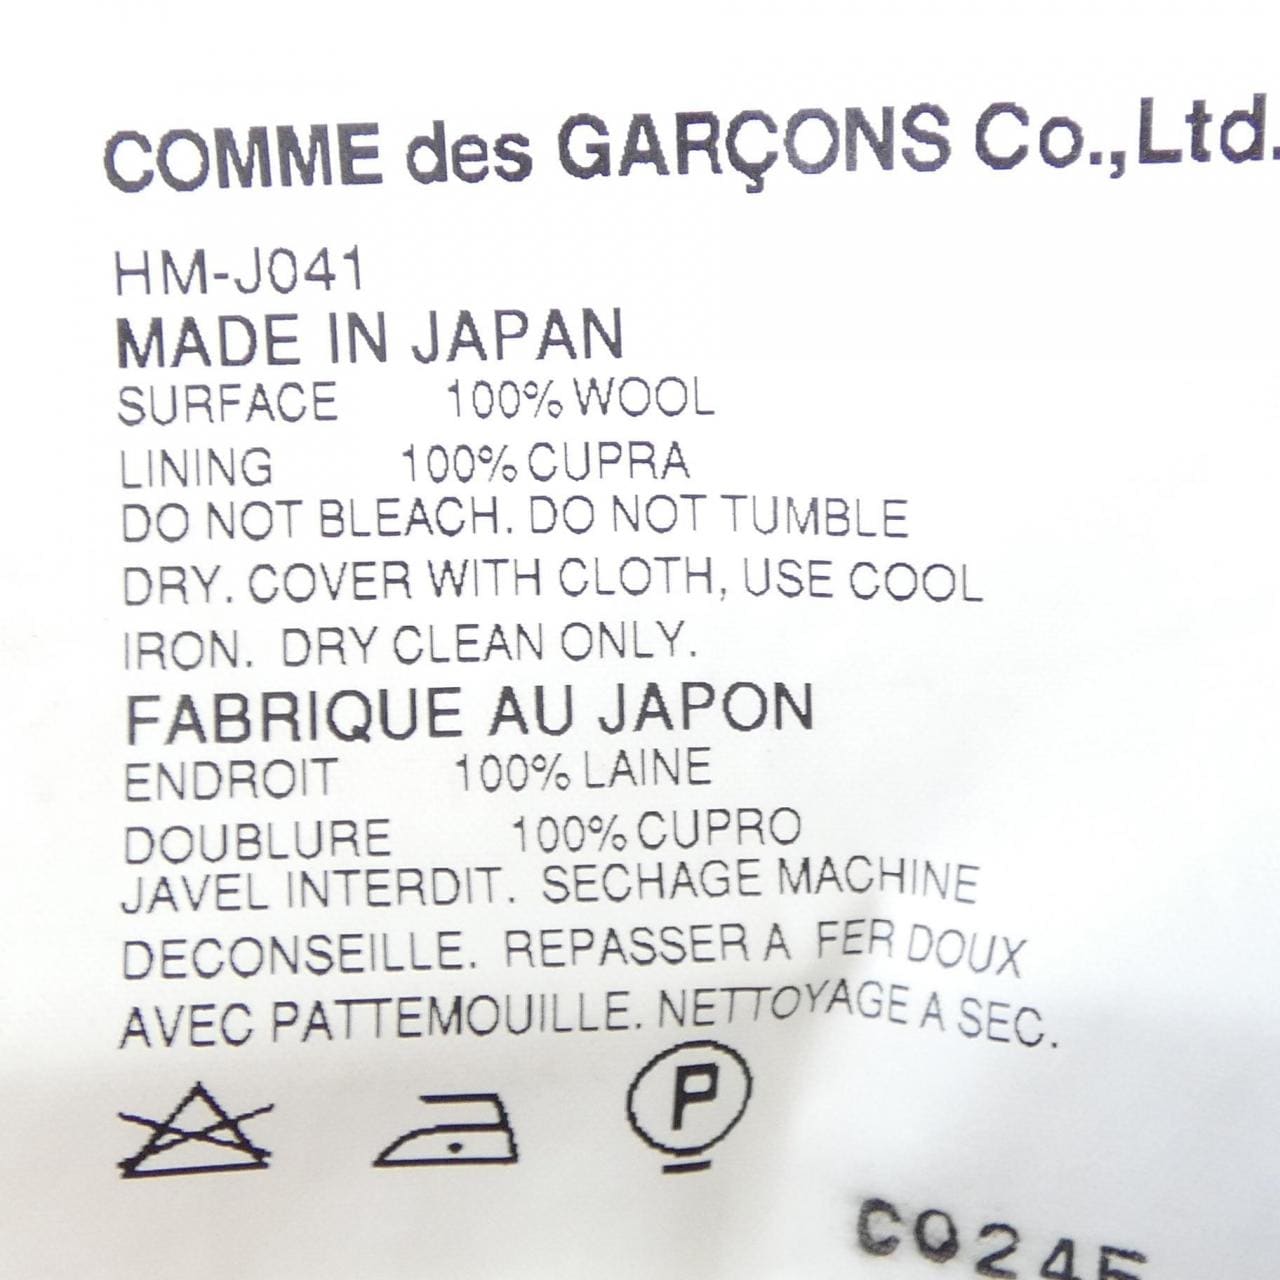 COMME des GARÇONS Co.,Ltd.
HM-J041
MADE IN JAPAN
SURFACE 100% WOOL
LINING 100% CUPRA
DO NOT BLEACH. DO NOT TUMBLE
DRY. COVER WITH CLOTH, USE COOL
IRON. DRY CLEAN ONLY.
FABRIQUE AU JAPON
ENDROIT 100% LAINE
DOUBLURE 100% CUPRO
JAVEL INTERDIT. SECHAGE MACHINE
DECONSEILLE. REPASSER A FER DOUX
AVEC PATTEMOUILLE. NETTOYAGE A SEC.
P